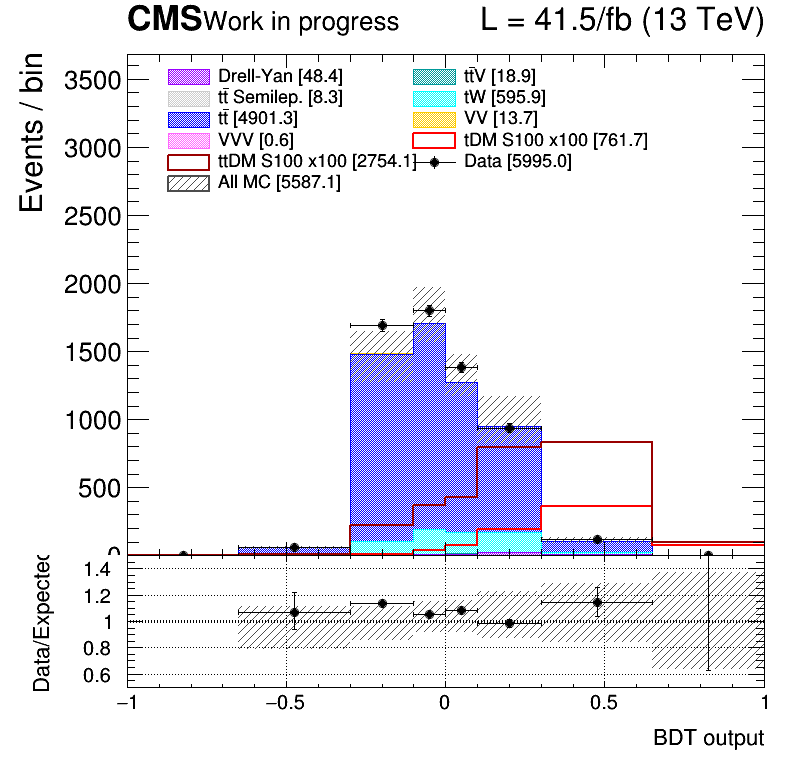 CMS Work in progress L = 41.5/fb (13 TeV)
Events / bin
3500
3000
2500
2000
1500
1000
500
0
Drell-Yan [48.4]
tt̄V [18.9]
tt̄ Semilep. [8.3]
tW [595.9]
tt̄ [4901.3]
VV [13.7]
VVV [0.6]
tDM S100 x100 [761.7]
ttDM S100 x100 [2754.1]
Data [5995.0]
All MC [5587.1]
Data/Expected
1.4
1.2
1
0.8
0.6
−1 −0.5 0 0.5 1
BDT output